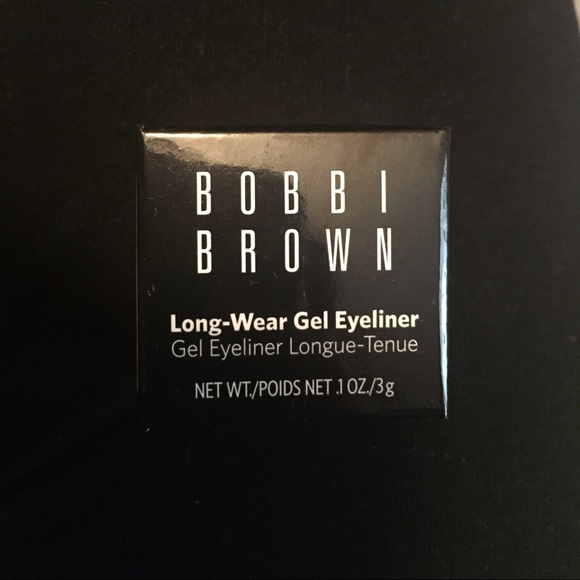 BOBBI
BROWN
Long-Wear Gel Eyeliner
Gel Eyeliner Longue-Tenue
NET WT./POIDS NET .1 OZ./3g